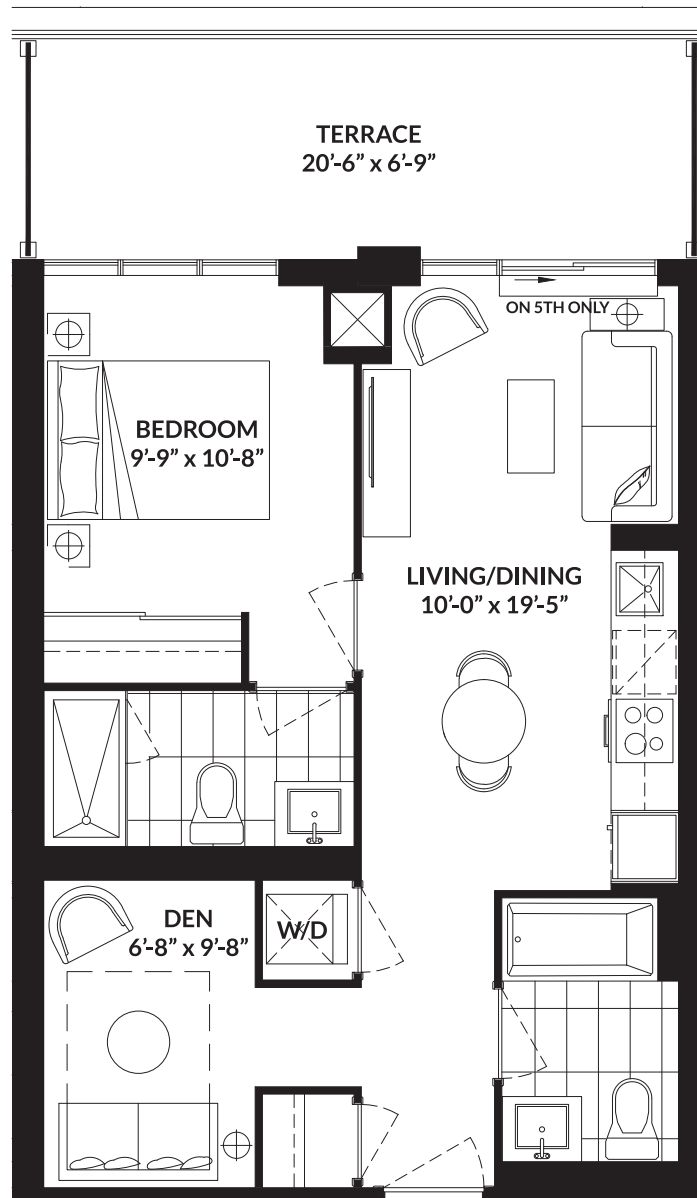 TERRACE
20’-6” x 6’-9”
ON 5TH ONLY
BEDROOM
9’-9” x 10’-8”
LIVING/DINING
10’-0” x 19’-5”
DEN
6’-8” x 9’-8”
W/D